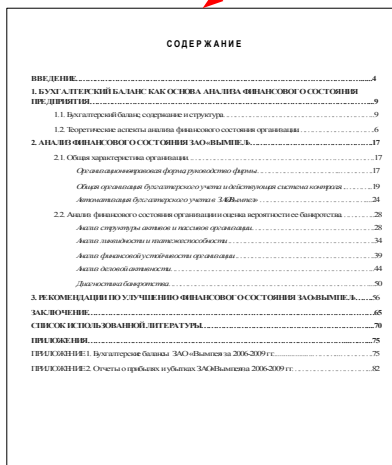 СОДЕРЖАНИЕ
ВВЕДЕНИЕ 4
1. БУХГАЛТЕРСКИЙ БАЛАНС КАК ОСНОВА АНАЛИЗА ФИНАНСОВОГО СОСТОЯНИЯ
ПРЕДПРИЯТИЯ 9
1.1. Бухгалтерский баланс: содержание и структура 9
1.2. Теоретические аспекты анализа финансового состояния организации 6
2. АНАЛИЗ ФИНАНСОВОГО СОСТОЯНИЯ ЗАО «ВЫМПЕЛ» 17
2.1. Общая характеристика организации 17
Организационно-правовая форма, руководство фирмы 17
Общая организация бухгалтерского учета и действующая система контроля 19
Автоматизация бухгалтерского учета в ЗАО «Вымпел» 24
2.2. Анализ финансового состояния организации и оценка вероятности ее банкротства 28
Анализ структуры активов и пассивов организации 28
Анализ ликвидности и платежеспособности 34
Анализ финансовой устойчивости организации 39
Анализ деловой активности 44
Диагностика банкротства 50
3. РЕКОМЕНДАЦИИ ПО УЛУЧШЕНИЮ ФИНАНСОВОГО СОСТОЯНИЯ ЗАО «ВЫМПЕЛ» 56
ЗАКЛЮЧЕНИЕ 65
СПИСОК ИСПОЛЬЗОВАННОЙ ЛИТЕРАТУРЫ 70
ПРИЛОЖЕНИЯ 75
ПРИЛОЖЕНИЕ 1. Бухгалтерские балансы ЗАО «Вымпел» за 2006-2009 гг. 75
ПРИЛОЖЕНИЕ 2. Отчеты о прибылях и убытках ЗАО «Вымпел» за 2006-2009 гг. 82